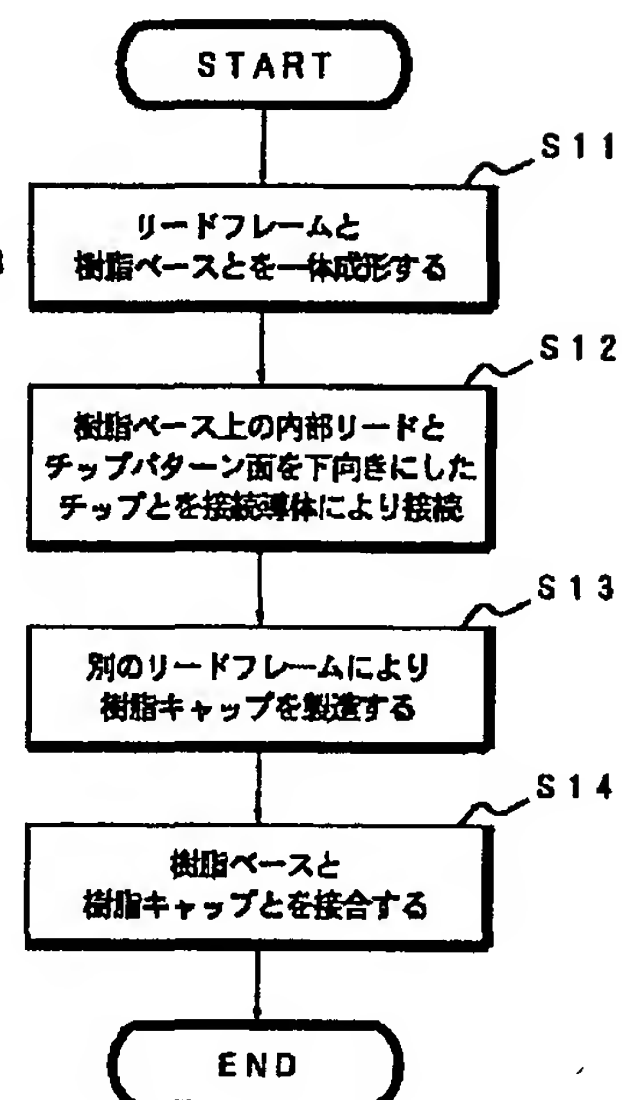 START
S11
リードフレームと
樹脂ベースとを一体成形する
S12
樹脂ベース上の内部リードと
チップパターン面を下向きにした
チップとを接続導体により接続
S13
別のリードフレームにより
樹脂キャップを製造する
S14
樹脂ベースと
樹脂キャップとを接合する
END